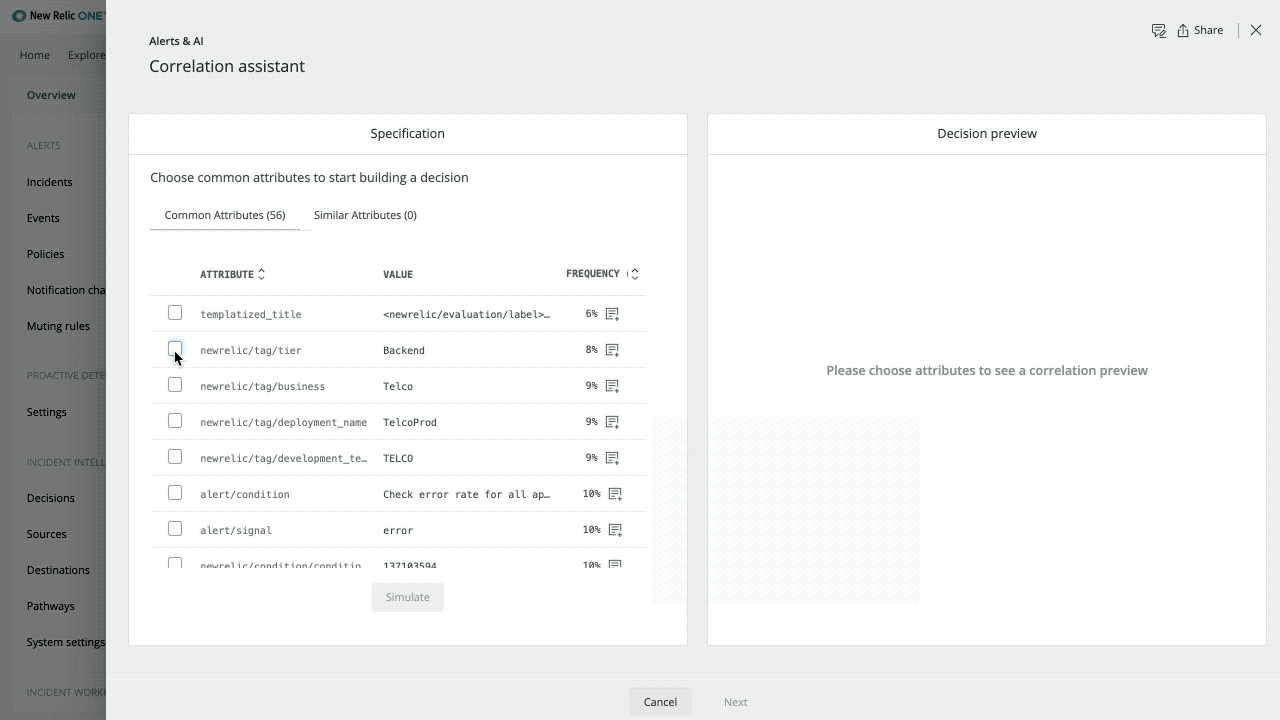 New Relic ONE
Home Explore
Overview
ALERTS
Incidents
Events
Policies
Notification cha
Muting rules
PROACTIVE DETE
Settings
INCIDENT INTELL
Decisions
Sources
Destinations
Pathways
System settings
INCIDENT WORKF
Alerts & AI
Correlation assistant
Share
Specification
Choose common attributes to start building a decision
Common Attributes (56) Similar Attributes (0)
ATTRIBUTE VALUE FREQUENCY (
templatized_title <newrelic/evaluation/label>… 6%
newrelic/tag/tier Backend 8%
newrelic/tag/business Telco 9%
newrelic/tag/deployment_name TelcoProd 9%
newrelic/tag/development_te… TELCO 9%
alert/condition Check error rate for all ap… 10%
alert/signal error 10%
newrelic/condition/conditio… 137103594 10%
Simulate
Decision preview
Please choose attributes to see a correlation preview
Cancel Next